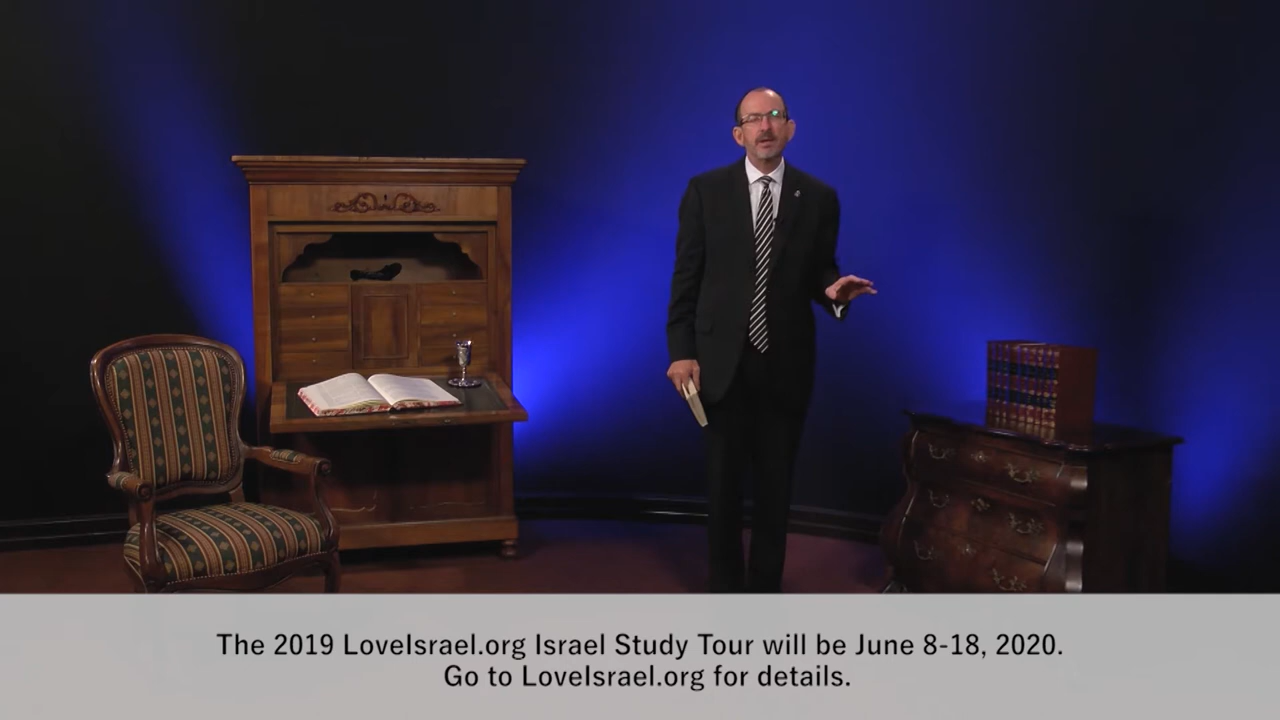 The 2019 LoveIsrael.org Israel Study Tour will be June 8-18, 2020.
Go to LoveIsrael.org for details.